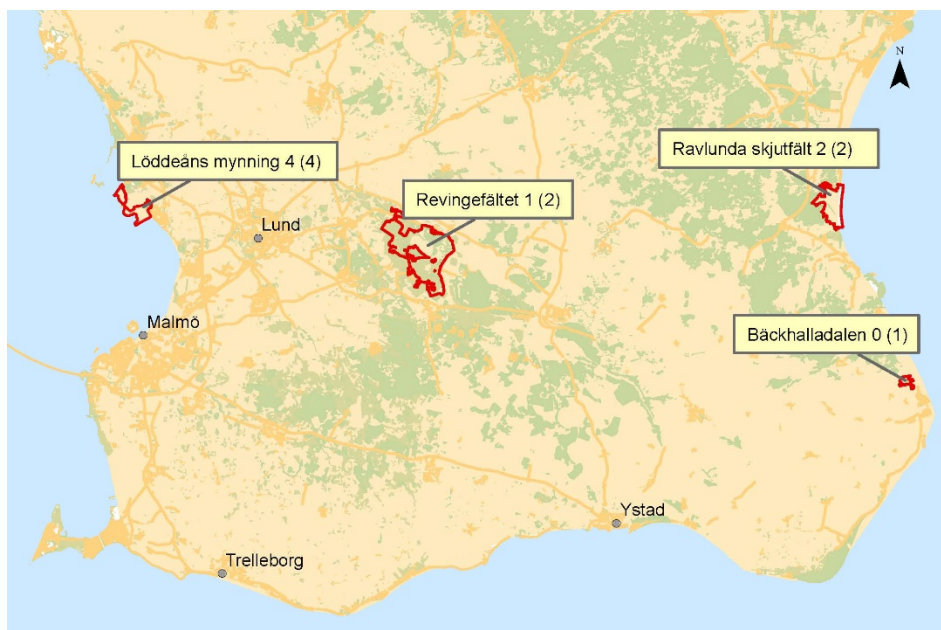 N
Ravlunda skjutfält 2 (2)
Löddeåns mynning 4 (4)
Revingefältet 1 (2)
Lund
Malmö
Bäckhalladalen 0 (1)
Ystad
Trelleborg